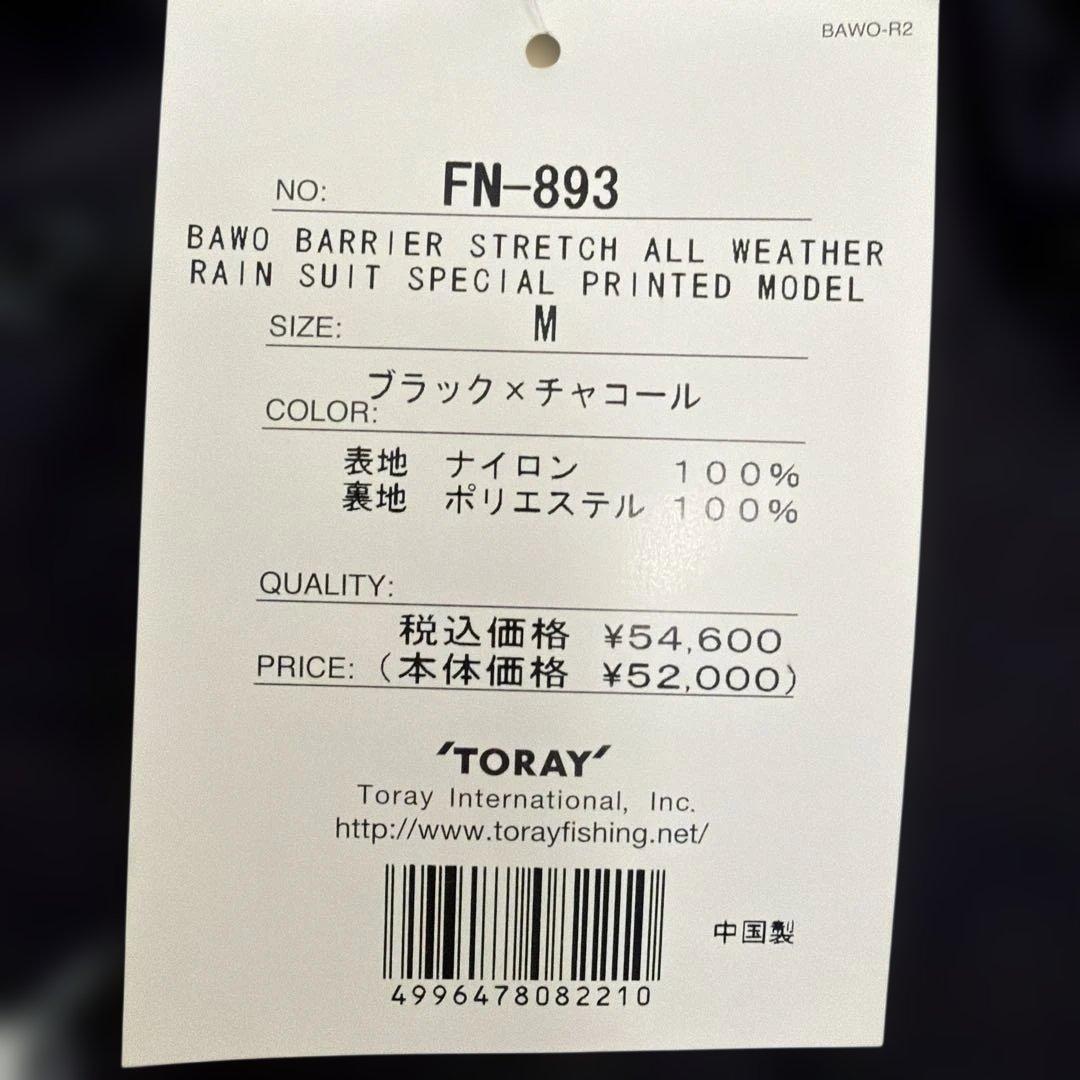 BAWO-R2
NO: FN-893
BAWO BARRIER STRETCH ALL WEATHER
RAIN SUIT SPECIAL PRINTED MODEL
SIZE: M
COLOR: ブラック×チャコール
表地 ナイロン 100%
裏地 ポリエステル 100%
QUALITY:
税込価格 ¥54,600
PRICE: (本体価格 ¥52,000)
'TORAY'
Toray International, Inc.
http://www.torayfishing.net/
中国製
4996478082210